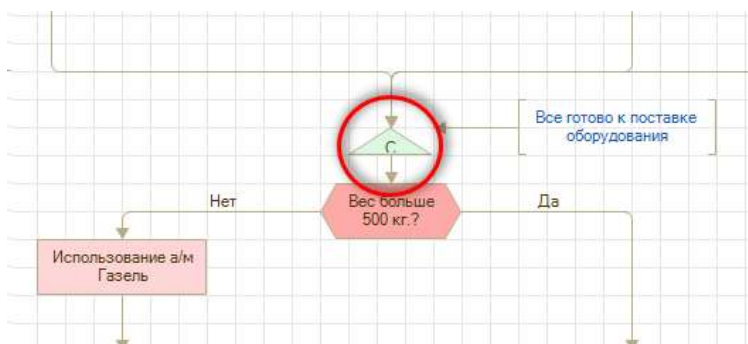 Все готово к поставке
оборудования
С
Нет
Вес больше
500 кг.?
Да
Использование а/м
Газель